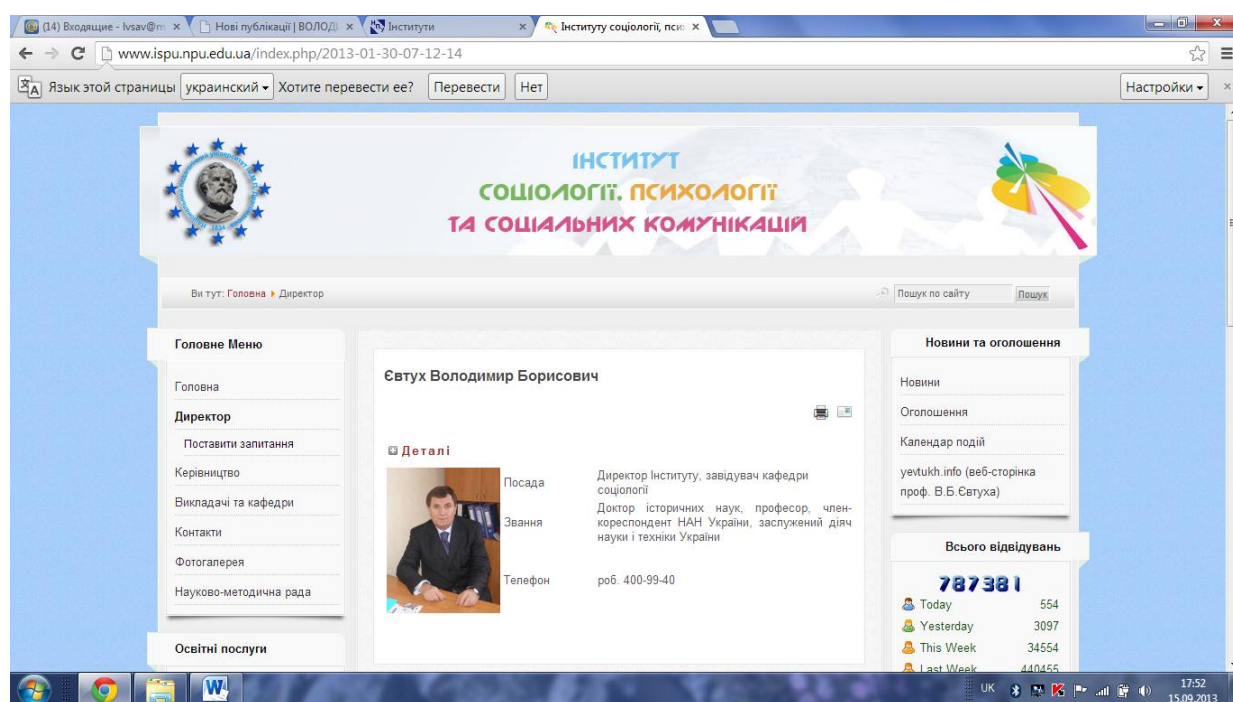 (14) Входящие - lvsav@m
Нові публікації | ВОЛОД
Інститути
Інституту соціології, псих
www.ispu.npu.edu.ua/index.php/2013-01-30-07-12-14
Язык этой страницы украинский Хотите перевести ее? Перевести Нет Настройки
ІНСТИТУТ
СОЦІОЛОГІЇ, ПСИХОЛОГІЇ
ТА СОЦІАЛЬНИХ КОМУНІКАЦІЙ
Ви тут: Головна Директор
Пошук по сайту Пошук
Головне Меню
Головна
Директор
Поставити запитання
Керівництво
Викладачі та кафедри
Контакти
Фотогалерея
Науково-методична рада
Освітні послуги
Євтух Володимир Борисович
Деталі
Посада Директор Інституту, завідувач кафедри
соціології
Звання Доктор історичних наук, професор, член-
кореспондент НАН України, заслужений діяч
науки і техніки України
Телефон роб. 400-99-40
Новини та оголошення
Новини
Оголошення
Календар подій
yevtukh.info (веб-сторінка
проф. В.Б.Євтуха)
Всього відвідувань
787381
Today 554
Yesterday 3097
This Week 34554
Last Week 440455
UK
17:52
15.09.2013